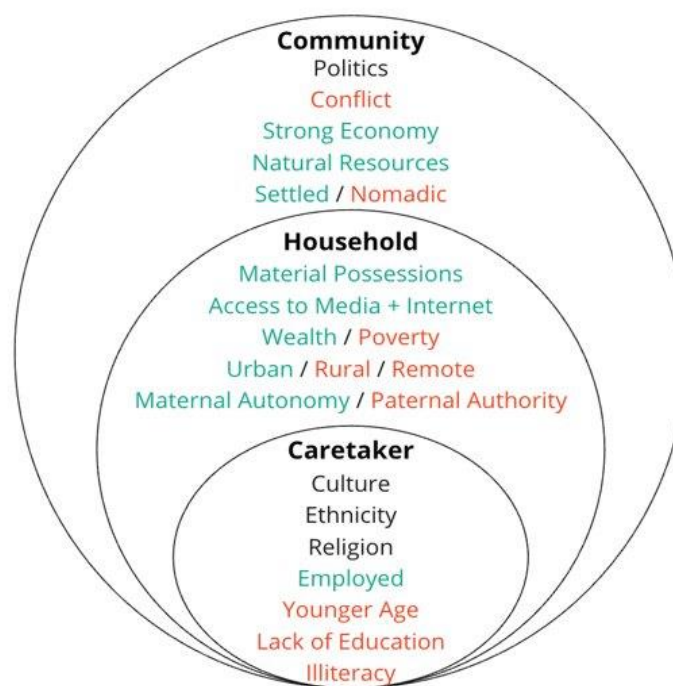 Community
Politics
Conflict
Strong Economy
Natural Resources
Settled / Nomadic
Household
Material Possessions
Access to Media + Internet
Wealth / Poverty
Urban / Rural / Remote
Maternal Autonomy / Paternal Authority
Caretaker
Culture
Ethnicity
Religion
Employed
Younger Age
Lack of Education
Illiteracy